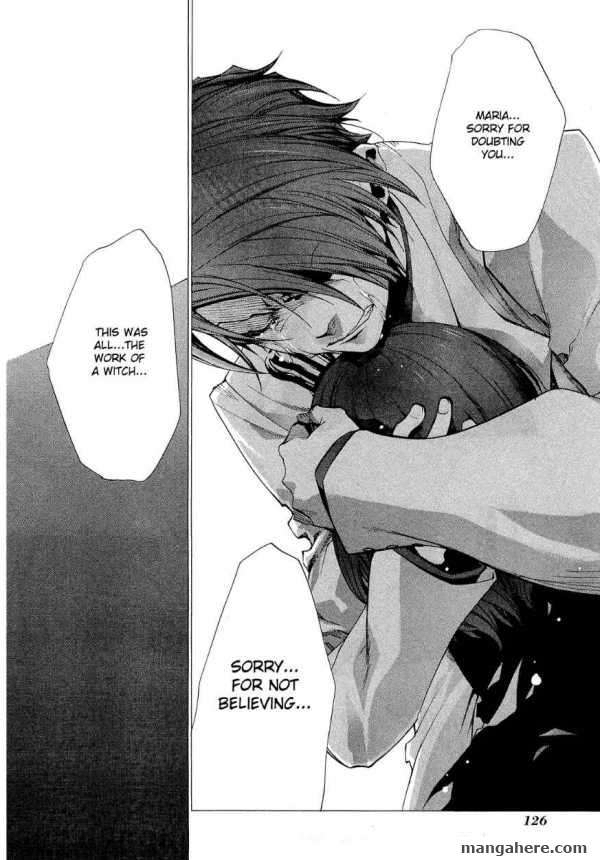 MARIA...
SORRY FOR
DOUBTING
YOU...
SORRY...
FOR NOT
BELIEVING...
THIS WAS
ALL...THE
WORK OF
A WITCH...
126
mangahere.com